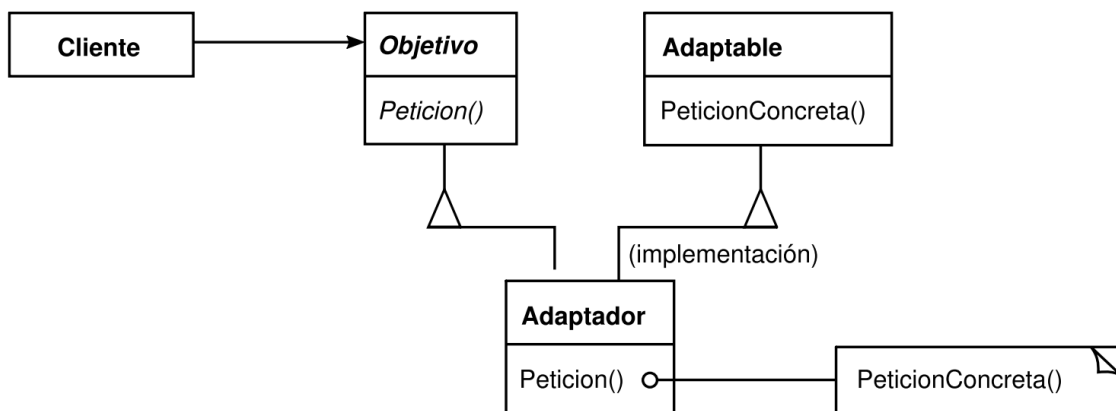 Cliente
Objetivo
Peticion()
Adaptable
PeticionConcreta()
(implementación)
Adaptador
Peticion()
PeticionConcreta()